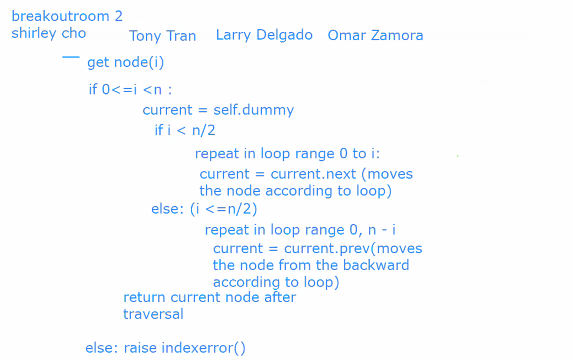 breakoutroom 2
shirley cho Tony Tran Larry Delgado Omar Zamora
get node(i)
if 0<=i <n :
current = self.dummy
if i < n/2
repeat in loop range 0 to i:
current = current.next (moves
the node according to loop)
else: (i <=n/2)
repeat in loop range 0, n - i
current = current.prev(moves
the node from the backward
according to loop)
return current node after
traversal
else: raise indexerror()